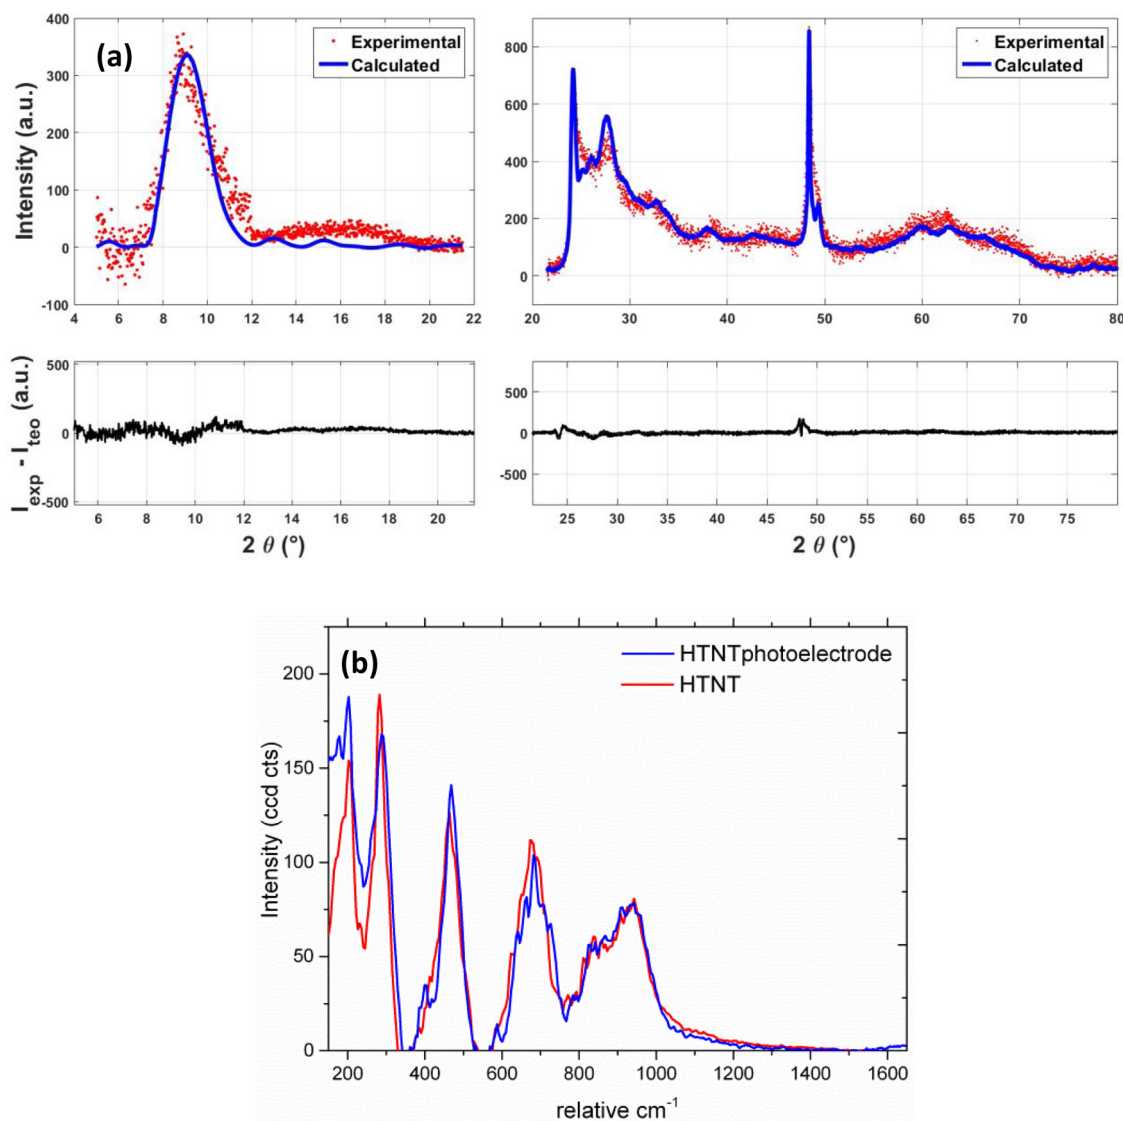 (a)
Experimental
Calculated
Intensity (a.u.)
400
300
200
100
0
-100
4 6 8 10 12 14 16 18 20 22
Experimental
Calculated
800
600
400
200
0
20 30 40 50 60 70 80
I_exp - I_teo (a.u.)
500
0
-500
6 8 10 12 14 16 18 20
2 θ (°)
500
0
-500
25 30 35 40 45 50 55 60 65 70 75
2 θ (°)
(b)
HTNTphotoelectrode
HTNT
Intensity (ccd cts)
200
150
100
50
0
200 400 600 800 1000 1200 1400 1600
relative cm⁻¹